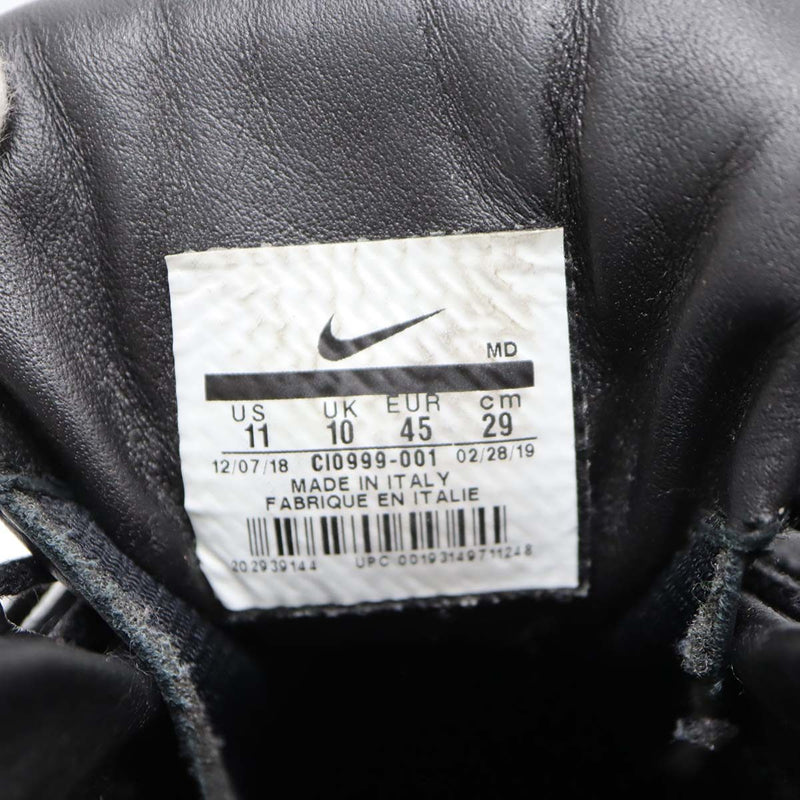 MD
US UK EUR cm
11 10 45 29
12/07/18 CI0999-001 02/28/19
MADE IN ITALY
FABRIQUE EN ITALIE
202939144 UPC 00193149711248